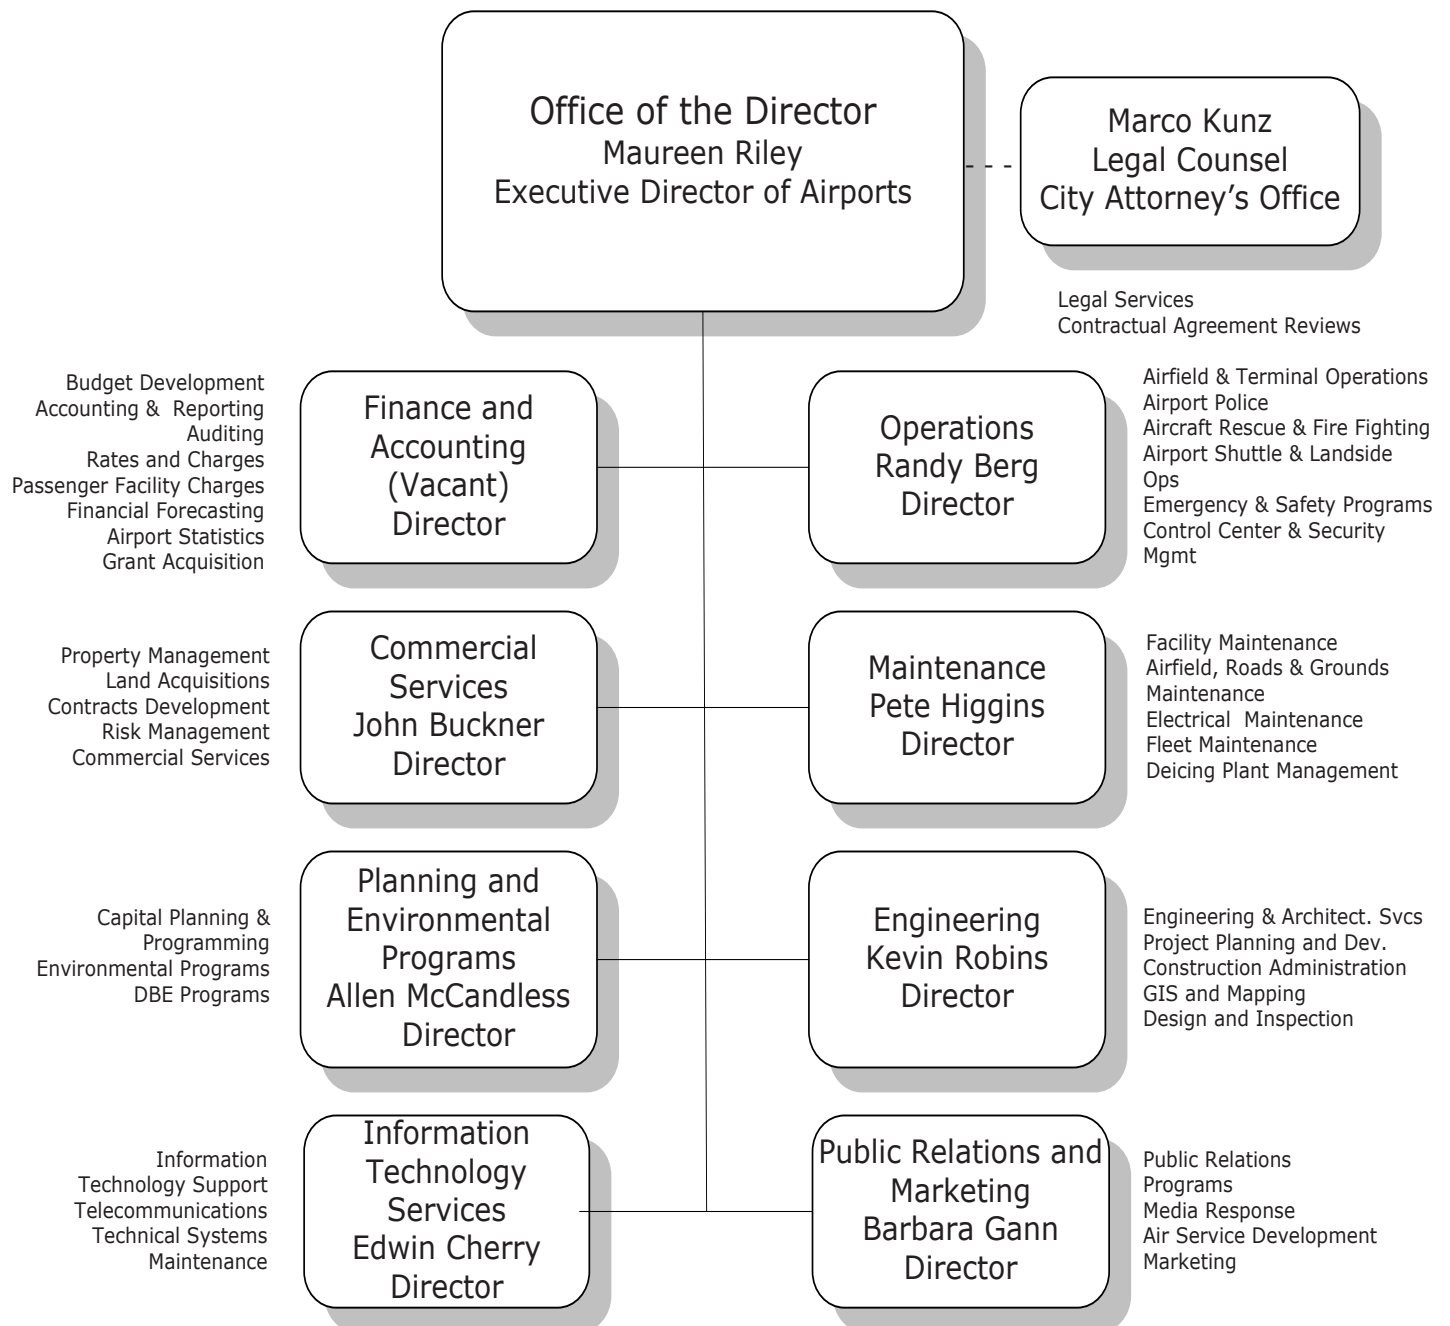 Office of the Director
Maureen Riley
Executive Director of Airports
Marco Kunz
Legal Counsel
City Attorney's Office
Legal Services
Contractual Agreement Reviews
Budget Development
Accounting &  Reporting
Auditing
Rates and Charges
Passenger Facility Charges
Financial Forecasting
Airport Statistics
Grant Acquisition
Finance and
Accounting
(Vacant)
Director
Operations
Randy Berg
Director
Airfield & Terminal Operations
Airport Police
Aircraft Rescue & Fire Fighting
Airport Shuttle & Landside
Ops
Emergency & Safety Programs
Control Center & Security
Mgmt
Property Management
Land Acquisitions
Contracts Development
Risk Management
Commercial Services
Commercial
Services
John Buckner
Director
Maintenance
Pete Higgins
Director
Facility Maintenance
Airfield, Roads & Grounds
Maintenance
Electrical  Maintenance
Fleet Maintenance
Deicing Plant Management
Capital Planning &
Programming
Environmental Programs
DBE Programs
Planning and
Environmental
Programs
Allen McCandless
Director
Engineering
Kevin Robins
Director
Engineering & Architect. Svcs
Project Planning and Dev.
Construction Administration
GIS and Mapping
Design and Inspection
Information
Technology Support
Telecommunications
Technical Systems
Maintenance
Information
Technology
Services
Edwin Cherry
Director
Public Relations and
Marketing
Barbara Gann
Director
Public Relations
Programs
Media Response
Air Service Development
Marketing